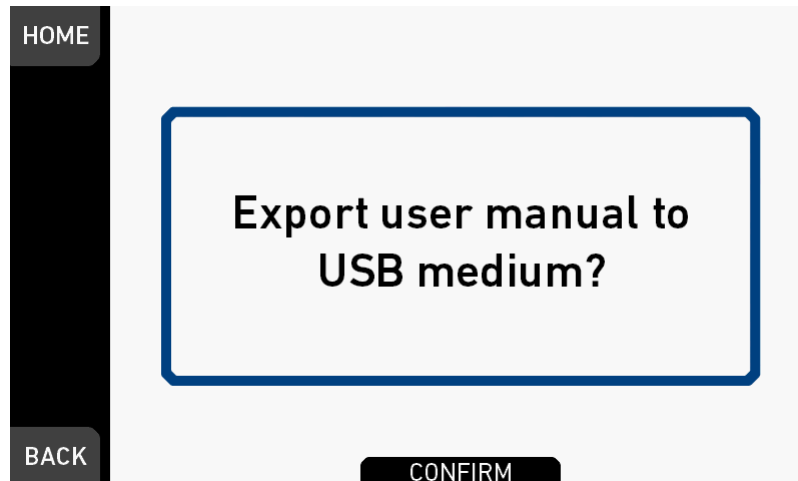 HOME
Export user manual to
USB medium?
BACK
CONFIRM